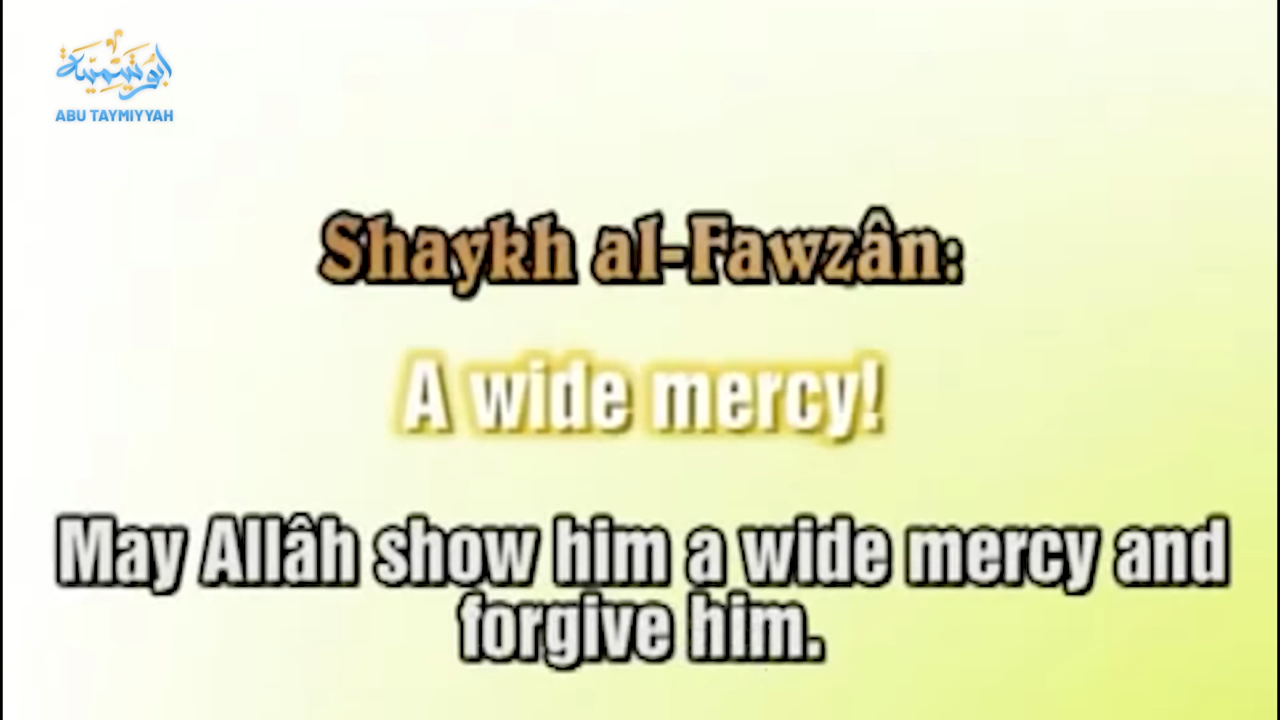 ابو تيمية
ABU TAYMIYYAH
Shaykh al-Fawzân:
A wide mercy!
May Allâh show him a wide mercy and
forgive him.